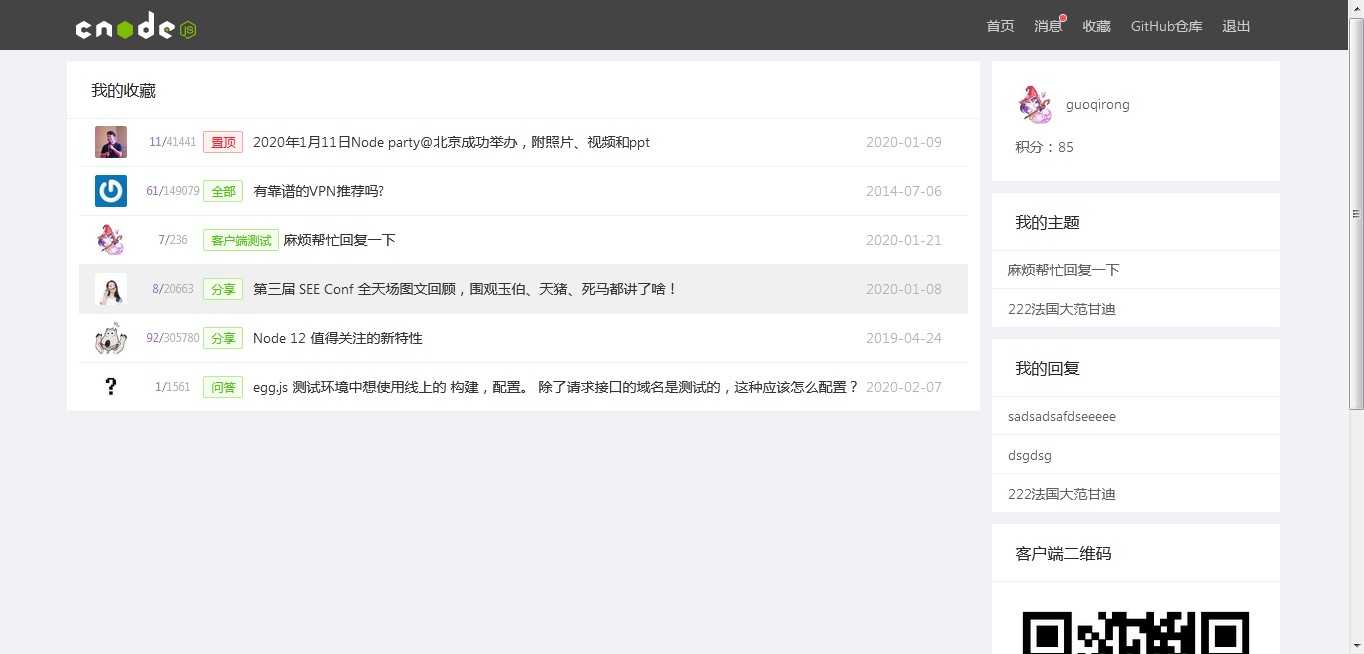 cnode JS
首页 消息 收藏 GitHub仓库 退出
我的收藏
11/41441 置顶 2020年1月11日Node party@北京成功举办，附照片、视频和ppt 2020-01-09
61/149079 全部 有靠谱的VPN推荐吗? 2014-07-06
7/236 客户端测试 麻烦帮忙回复一下 2020-01-21
8/20663 分享 第三届 SEE Conf 全天场图文回顾，围观玉伯、天猪、死马都讲了啥！ 2020-01-08
92/305780 分享 Node 12 值得关注的新特性 2019-04-24
?
1/1561 问答 egg.js 测试环境中想使用线上的 构建，配置。 除了请求接口的域名是测试的，这种应该怎么配置？ 2020-02-07
guoqirong
积分：85
我的主题
麻烦帮忙回复一下
222法国大范甘迪
我的回复
sadsadsafdseeeee
dsgdsg
222法国大范甘迪
客户端二维码